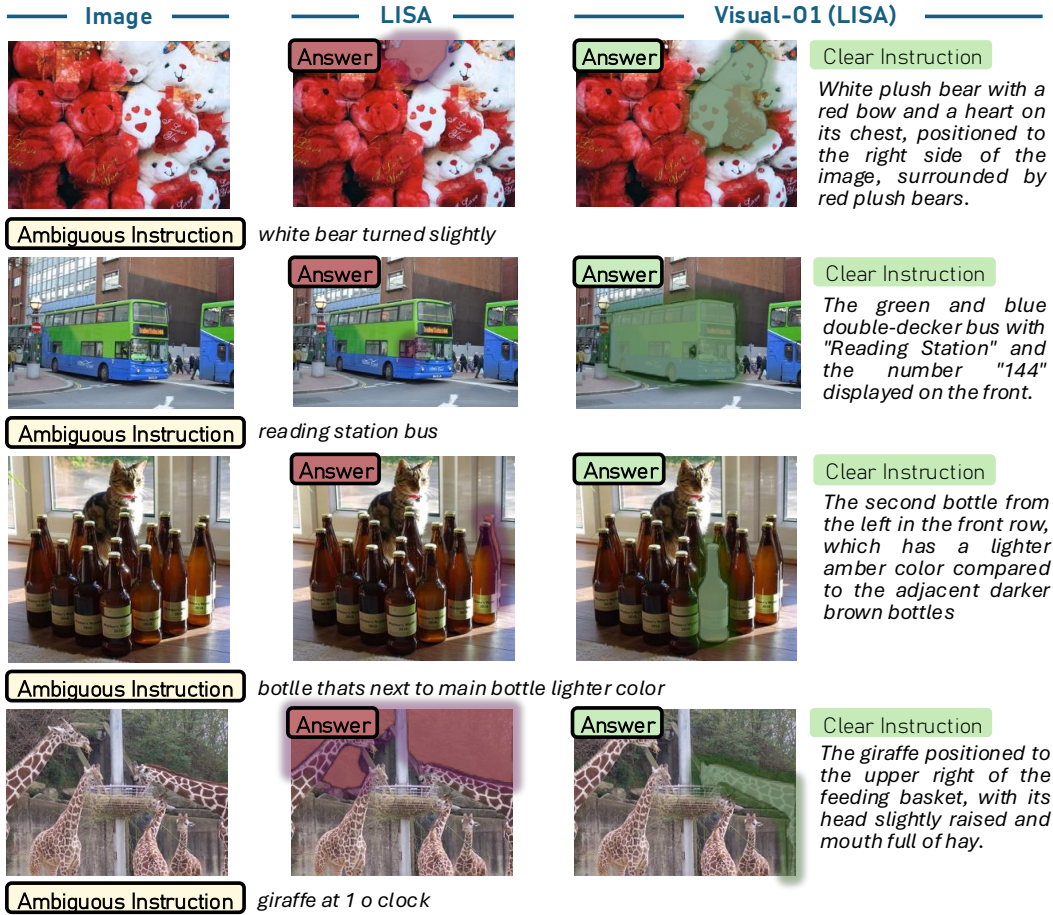 Image
LISA
Visual-O1 (LISA)
Answer
Answer
Clear Instruction
White plush bear with a
red bow and a heart on
its chest, positioned to
the right side of the
image, surrounded by
red plush bears.
I Love
You
Ambiguous Instruction
white bear turned slightly
Answer
Answer
Clear Instruction
The green and blue
double-decker bus with
"Reading Station" and
the number "144"
displayed on the front.
Ambiguous Instruction
reading station bus
Answer
Answer
Clear Instruction
The second bottle from
the left in the front row,
which has a lighter
amber color compared
to the adjacent darker
brown bottles
Ambiguous Instruction
botlle thats next to main bottle lighter color
Answer
Answer
Clear Instruction
The giraffe positioned to
the upper right of the
feeding basket, with its
head slightly raised and
mouth full of hay.
Ambiguous Instruction
giraffe at 1 o clock